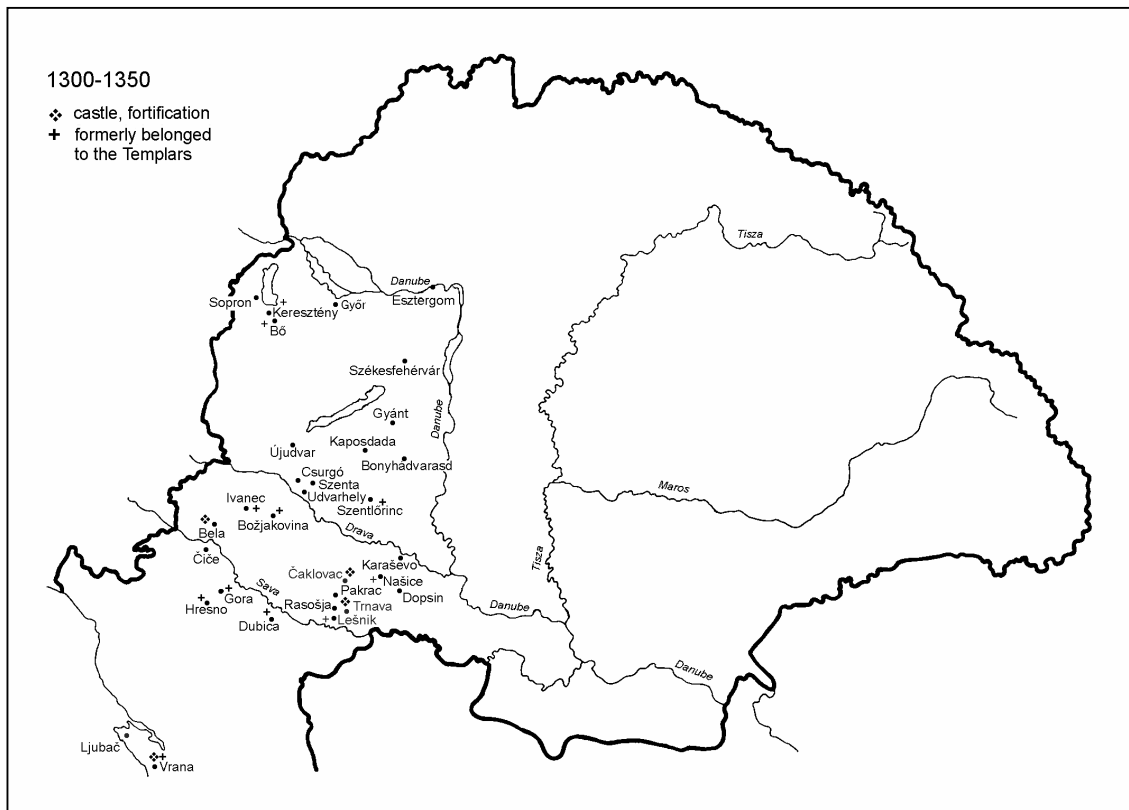 1300-1350
castle, fortification
formerly belonged
to the Templars
Tisza
Danube
Esztergom
Sopron
Keresztény
Győr
Bő
Székesfehérvár
Gyánt
Danube
Kaposdada
Újudvar
Bonyhádvarasd
Csurgó
Szenta
Udvarhely
Maros
Ivanec
Szentlőrinc
Božjakovina
Bela
Drava
Čiče
Karaševo
Tisza
Čaklovac
Našice
Sava
Pakrac
Dopsin
Gora
Hresno
Rasošja
Trnava
Danube
Lešnik
Dubica
Danube
Ljubač
Vrana